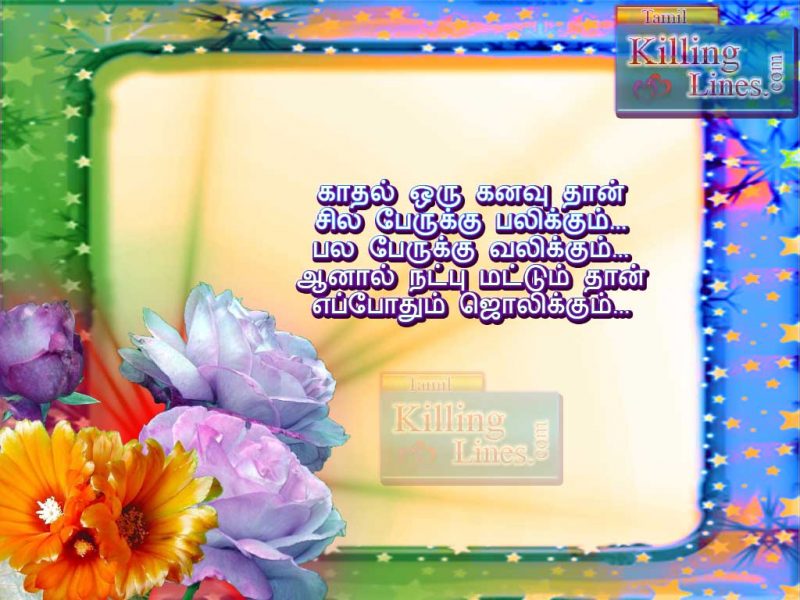 Tamil
Killing
Lines.com
காதல் ஒரு கனவு தான்
சில பேருக்கு பலிக்கும்...
பல பேருக்கு வலிக்கும்...
ஆனால் நட்பு மட்டும் தான்
எப்போதும் ஜொலிக்கும்...
Tamil
Killing
Lines.com